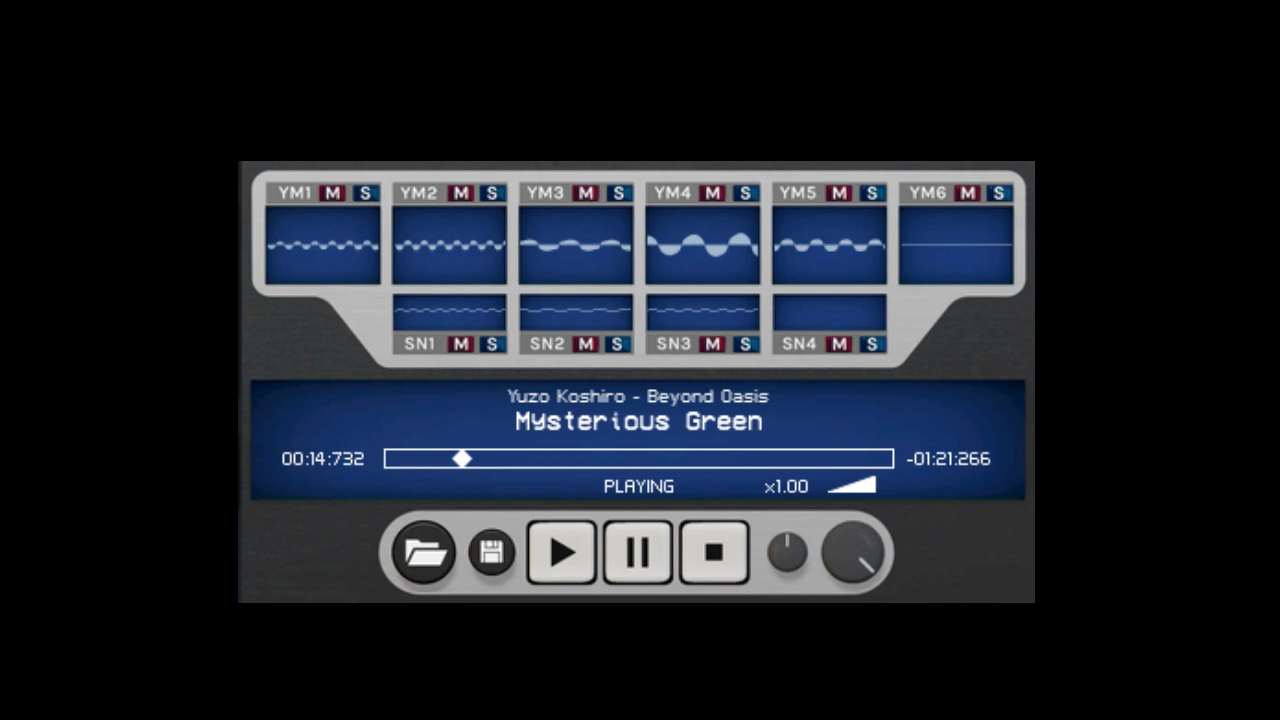 YM1 M S YM2 M S YM3 M S YM4 M S YM5 M S YM6 M S
SN1 M S SN2 M S SN3 M S SN4 M S
Yuzo Koshiro - Beyond Oasis
Mysterious Green
00:14:732 -01:21:266
PLAYING x1.00